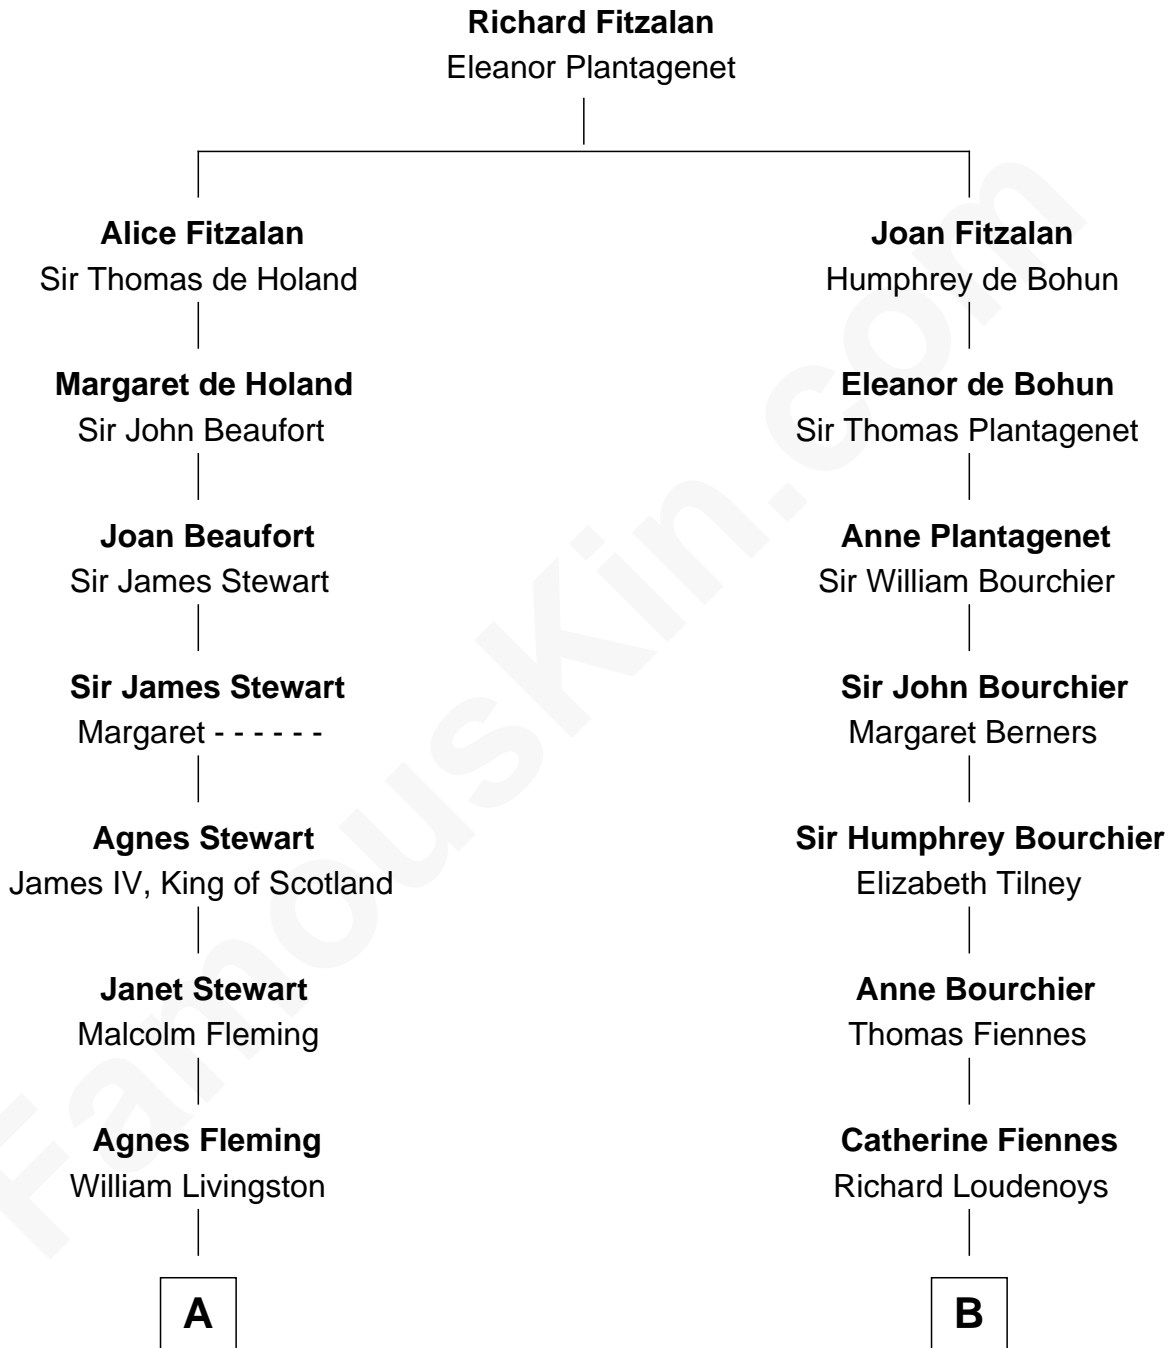 Richard Fitzalan
Eleanor Plantagenet
Alice Fitzalan
Sir Thomas de Holand
Margaret de Holand
Sir John Beaufort
Joan Beaufort
Sir James Stewart
Sir James Stewart
Margaret - - - - - -
Agnes Stewart
James IV, King of Scotland
Janet Stewart
Malcolm Fleming
Agnes Fleming
William Livingston
A
Joan Fitzalan
Humphrey de Bohun
Eleanor de Bohun
Sir Thomas Plantagenet
Anne Plantagenet
Sir William Bourchier
Sir John Bourchier
Margaret Berners
Sir Humphrey Bourchier
Elizabeth Tilney
Anne Bourchier
Thomas Fiennes
Catherine Fiennes
Richard Loudenoys
B
FamousKin.com